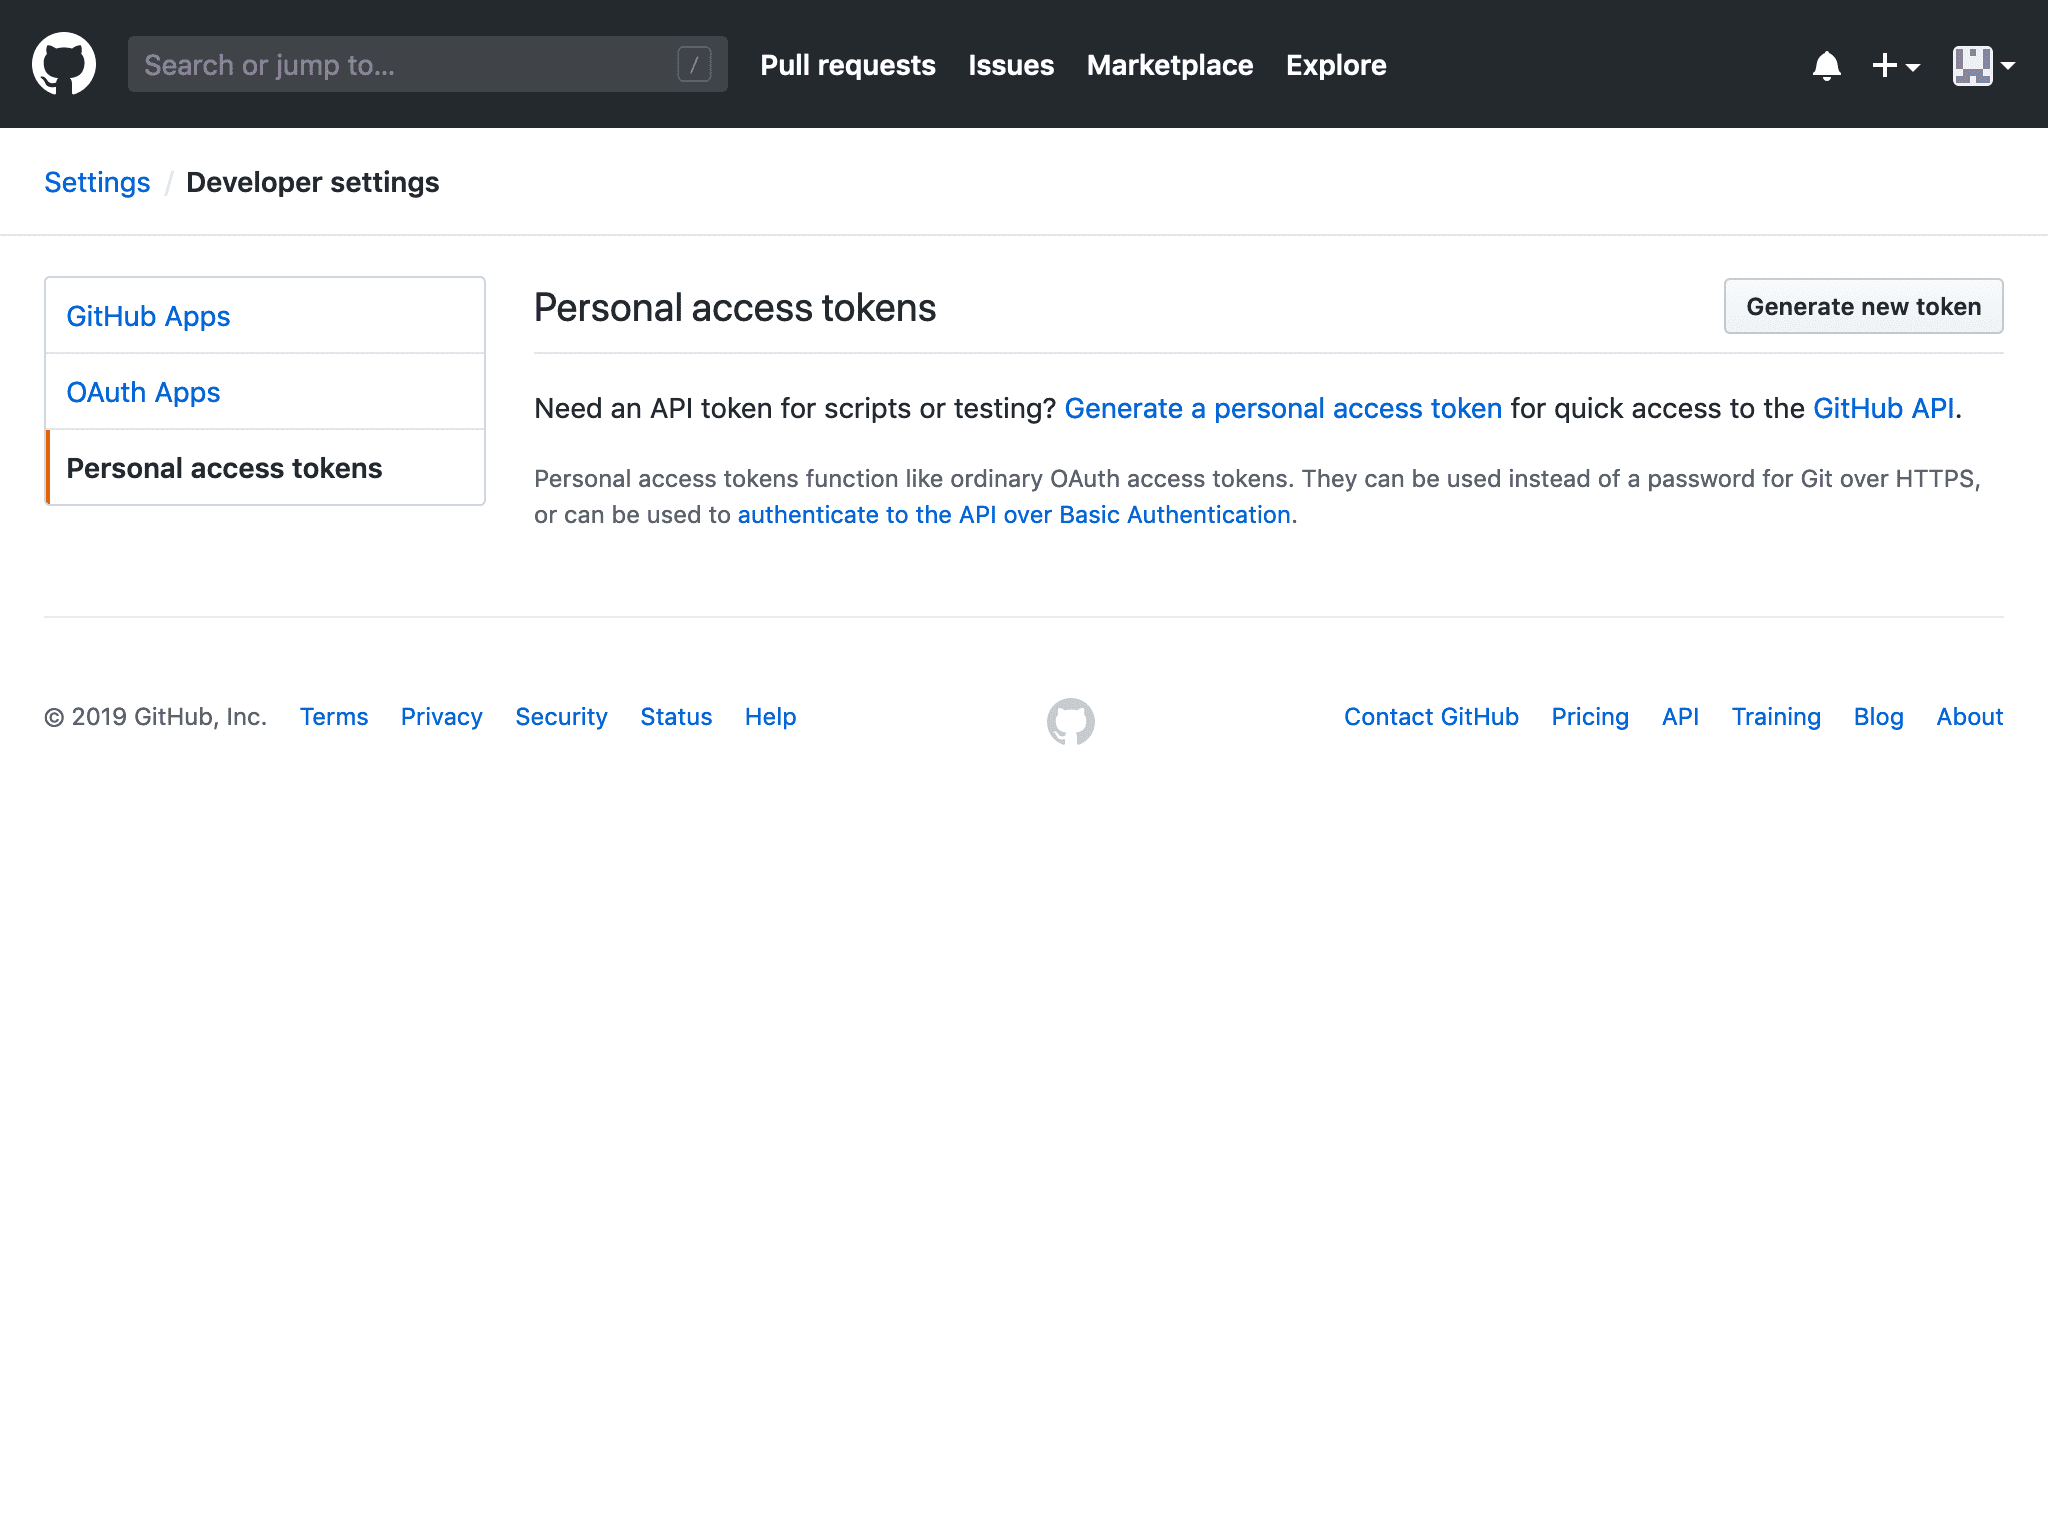 Search or jump to... /
Pull requests Issues Marketplace Explore
Settings / Developer settings
GitHub Apps
OAuth Apps
Personal access tokens
Personal access tokens
Generate new token
Need an API token for scripts or testing? Generate a personal access token for quick access to the GitHub API.
Personal access tokens function like ordinary OAuth access tokens. They can be used instead of a password for Git over HTTPS,
or can be used to authenticate to the API over Basic Authentication.
© 2019 GitHub, Inc. Terms Privacy Security Status Help
Contact GitHub Pricing API Training Blog About